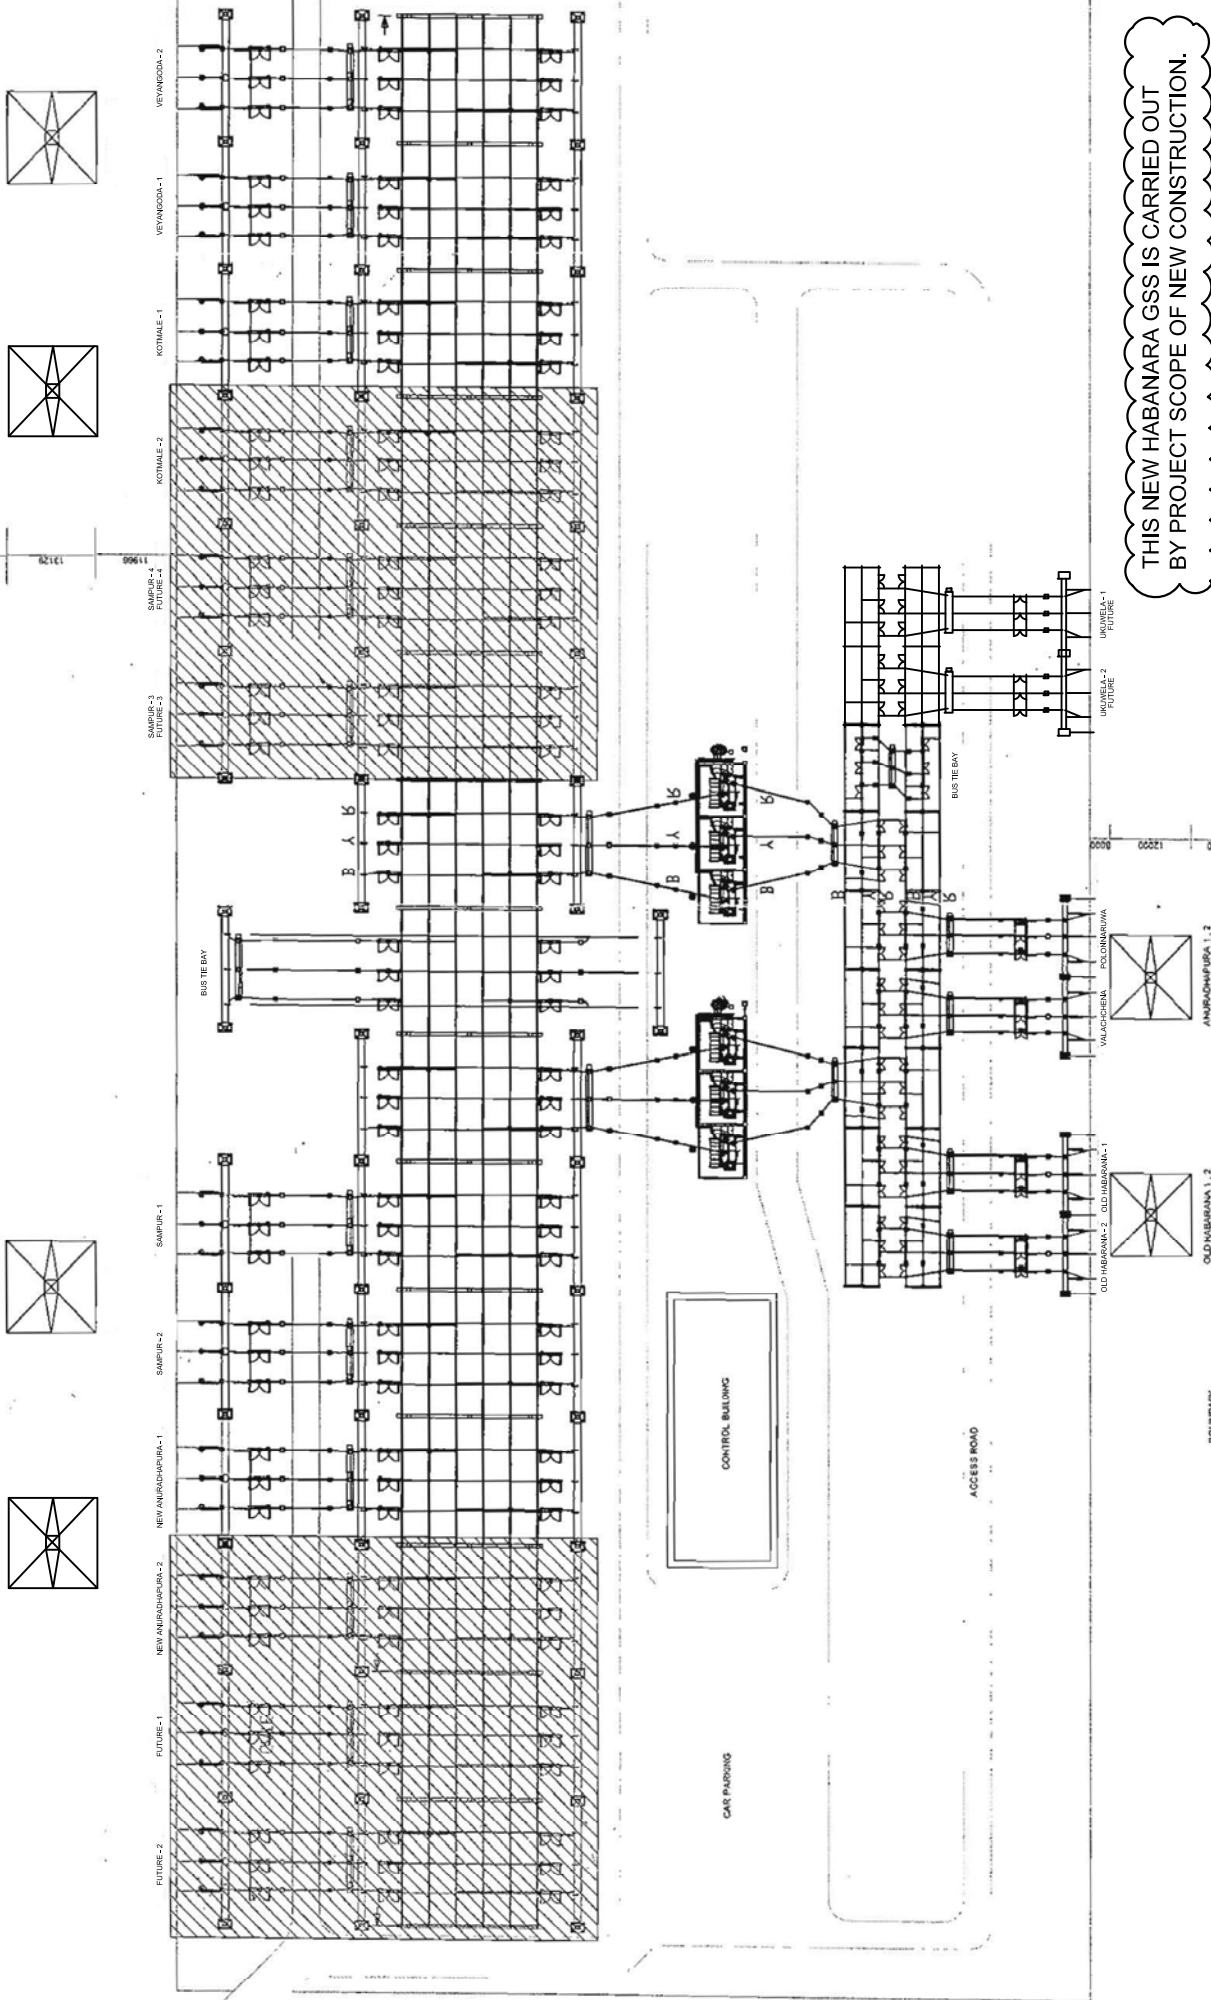 VEYANGODA - 2
VEYANGODA - 1
KOTMALE - 1
KOTMALE - 2
SAMPUR - 4
FUTURE - 4
SAMPUR - 3
FUTURE - 3
BUS TIE BAY
SAMPUR - 1
SAMPUR - 2
NEW ANURADHAPURA - 1
NEW ANURADHAPURA - 2
FUTURE - 1
FUTURE - 2
13129
11966
B Y R
B Y R
B Y R
B
Y
R
B
Y
R
BUS TIE BAY
UKUWELA - 1
FUTURE
UKUWELA - 2
FUTURE
POLONNARUWA
VALACHCHENA
OLD HABARANA - 1
OLD HABARANA - 2
12000
ANURADHAPURA 1 , 2
OLD HABARANA 1 , 2
CONTROL BUILDING
ACCESS ROAD
CAR PARKING
THIS NEW HABANARA GSS IS CARRIED OUT
BY PROJECT SCOPE OF NEW CONSTRUCTION.